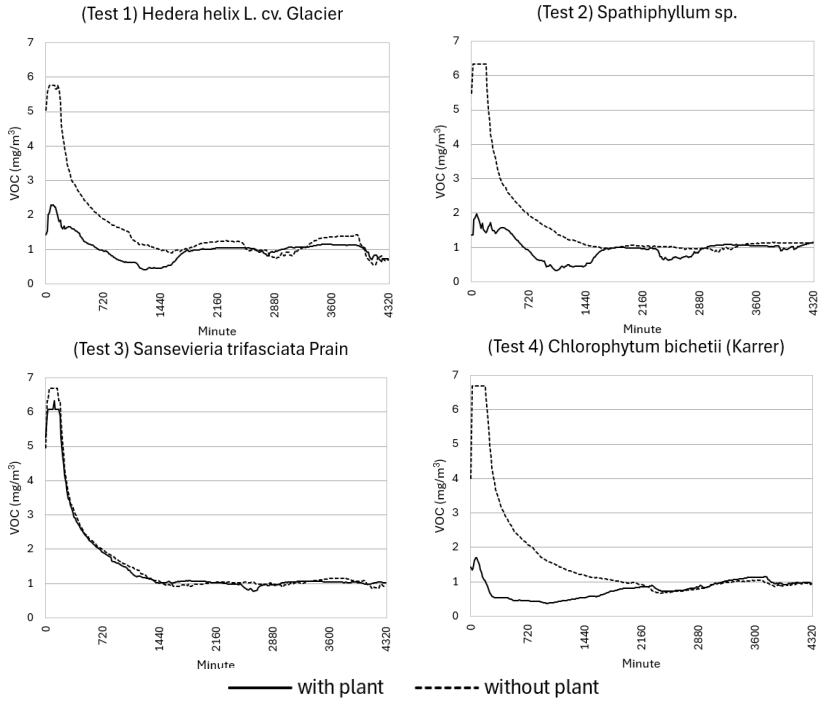 (Test 1) Hedera helix L. cv. Glacier
7
6
5
4
3
2
1
0
VOC (mg/m³)
0 720 1440 2160 2880 3600 4320
Minute
(Test 2) Spathiphyllum sp.
7
6
5
4
3
2
1
0
VOC (mg/m³)
0 720 1440 2160 2880 3600 4320
Minute
(Test 3) Sansevieria trifasciata Prain
7
6
5
4
3
2
1
0
VOC (mg/m³)
0 720 1440 2160 2880 3600 4320
Minute
(Test 4) Chlorophytum bichetii (Karrer)
7
6
5
4
3
2
1
0
VOC (mg/m³)
0 720 1440 2160 2880 3600 4320
Minute
with plant without plant